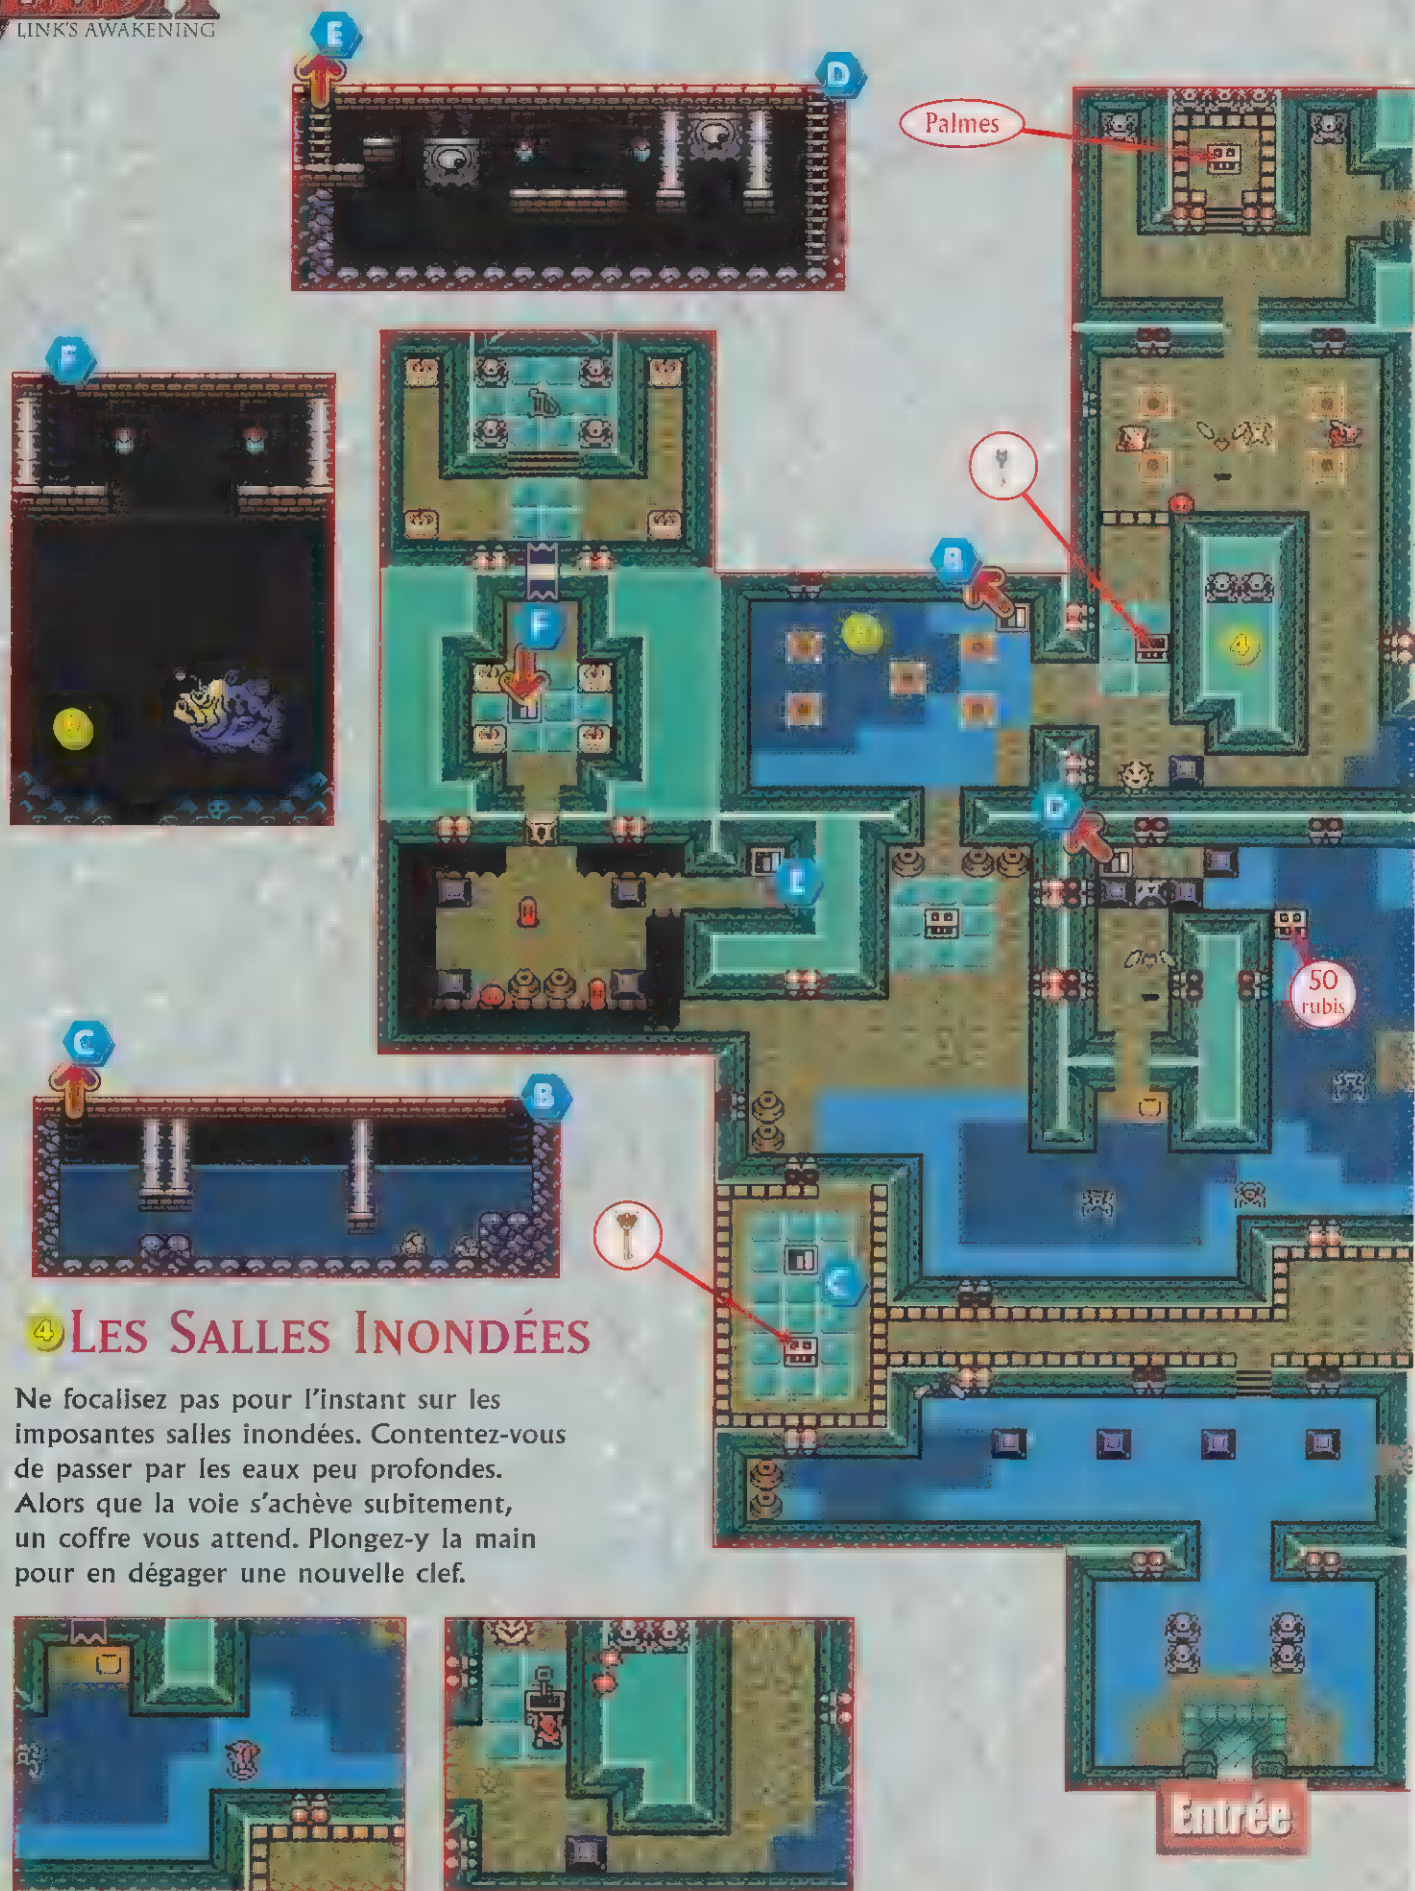 LINK'S AWAKENING
E
D
Palmes
F
B
F
4
D
E
50
rubis
C
B
C
4 LES SALLES INONDÉES
Ne focalisez pas pour l'instant sur les
imposantes salles inondées. Contentez-vous
de passer par les eaux peu profondes.
Alors que la voie s'achève subitement,
un coffre vous attend. Plongez-y la main
pour en dégager une nouvelle clef.
Entrée